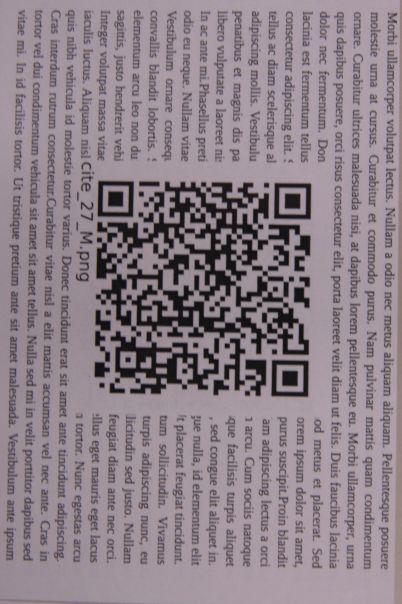 Morbi ullamcorper volutpat lectus. Nullam a odio nec metus aliquam aliquam. Pellentesque posuere
molestie urna at cursus. Curabitur et commodo purus. Nam pulvinar mattis quam condimentum
ornare. Curabitur ultrices malesuada nisi, at dapibus lorem pellentesque eu. Morbi ullamcorper, urna
quis dapibus posuere, orci risus consectetur elit, porta laoreet velit diam ut felis. Duis faucibus lacinia
dolor nec fermentum. Don od metus et placerat. Sed
lacinia est fermentum tellus orem ipsum dolor sit amet,
consectetur adipiscing elit. purus suscipit.Proin blandit
tellus ac diam scelerisque al am adipiscing lectus a orci
adipiscing mollis. Vestibulu arcu. Cum sociis natoque
penatibus et magnis dis pa que facilisis turpis aliquet
libero vulputate a laoreet ni , sed congue elit aliquet in.
In ac ante mi.Phasellus preti ue nulla, id elementum elit
odio eu neque. Nullam vitae t placerat feugiat tincidunt.
Vestibulum ornare consequ tum sollicitudin. Vivamus
convallis blandit lobortis. turpis adipiscing nunc, eu
elementum arcu leo non du llicitudin sed justo. Nullam
sagittis, justo hendrerit vehi feugiat diam ante nec orci.
Integer volutpat massa vitae ellus eget mauris eget lacus
iaculis luctus. Aliquam nisl cite_27_M.png tortor. Nunc egestas arcu
quis nibh vehicula id molestie tortor varius. Donec tincidunt erat sit amet ante tincidunt adipiscing.
Cras interdum rutrum consectetur.Curabitur vitae nisl a elit mattis accumsan vel nec ante. Cras in
tortor vel dui condimentum vehicula sit amet sit amet tellus. Nulla sed mi in velit porttitor dapibus sed
vitae mi. In id facilisis tortor. Ut tristique pretium ante sit amet malesuada. Vestibulum ante ipsum